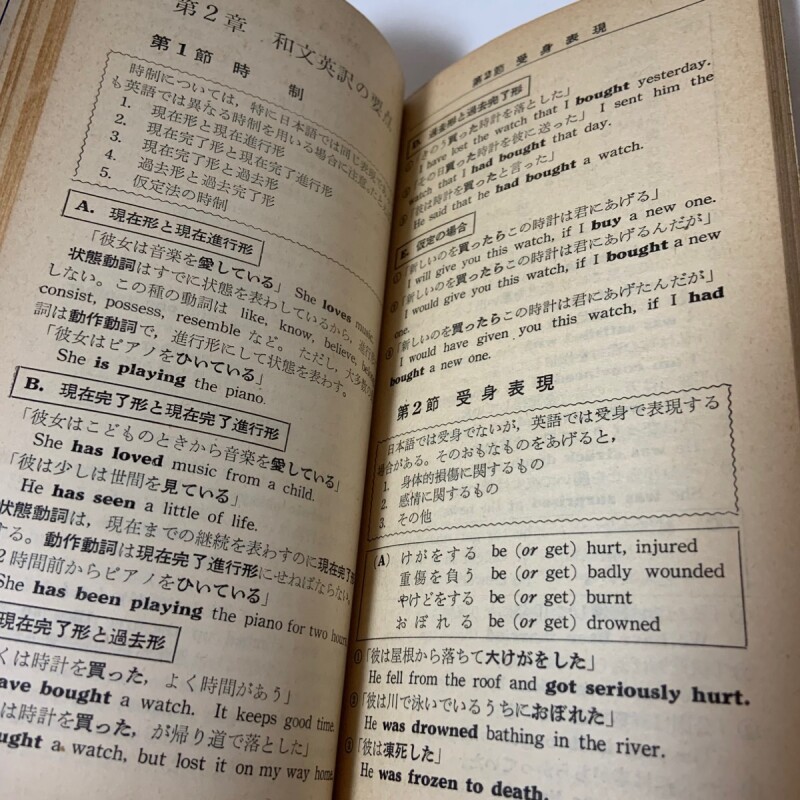 第2章 和文英訳の要点
第1節 時 制
時制については，特に日本語では同じ表現でも
も英語では異なる時制を用いる場合に注意
1. 現在形と現在進行形
2. 現在完了形と現在完了進行形
3. 現在完了形と過去形
4. 過去形と過去完了形
5. 仮定法の時制
A. 現在形と現在進行形
「彼女は音楽を愛している」 She loves music.
状態動詞はすでに状態を表わしているから，進行形
しない。この種の動詞は like, know, believe,
consist, possess, resemble など。ただし，大多数
詞は動作動詞で，進行形にして状態を表わす。
「彼女はピアノをひいている」
She is playing the piano.
B. 現在完了形と現在完了進行形
「彼女はこどものときから音楽を愛している」
She has loved music from a child.
「彼は少しは世間を見ている」
He has seen a little of life.
状態動詞は，現在までの継続を表わすのに現在完了
する。動作動詞は現在完了進行形にせねばならない。
2時間前からピアノをひいている」
She has been playing the piano for two hours
現在完了形と過去形
くは時計を買った，よく時間があう」
ave bought a watch. It keeps good time.
は時計を買った，が帰り道で落とした」
ught a watch, but lost it on my way home.
第2節 受身表現
D. 過去形と過去完了形
きのう買った時計を落とした」
I have lost the watch that I bought yesterday.
「その日買った時計を彼に送った」 I sent him the
watch that I had bought that day.
「彼は時計を買ったと言った」
He said that he had bought a watch.
E. 仮定の場合
「新しいのを買ったらこの時計は君にあげる」
I will give you this watch, if I buy a new one.
「新しいのを買ったらこの時計は君にあげるんだが」
I would give you this watch, if I bought a new
one.
③「新しいのを買ったらこの時計は君にあげたんだが」
I would have given you this watch, if I had
bought a new one.
第2節 受身表現
日本語では受身でないが，英語では受身で表現する
場合がある。そのおもなものをあげると，
1. 身体的損傷に関するもの
2. 感情に関するもの
3. その他
(A) けがをする be (or get) hurt, injured
重傷を負う be (or get) badly wounded
やけどをする be (or get) burnt
おぼれる be (or get) drowned
①「彼は屋根から落ちて大けがをした」
He fell from the roof and got seriously hurt.
②「彼は川で泳いでいるうちにおぼれた」
He was drowned bathing in the river.
③「彼は凍死した」
He was frozen to death.